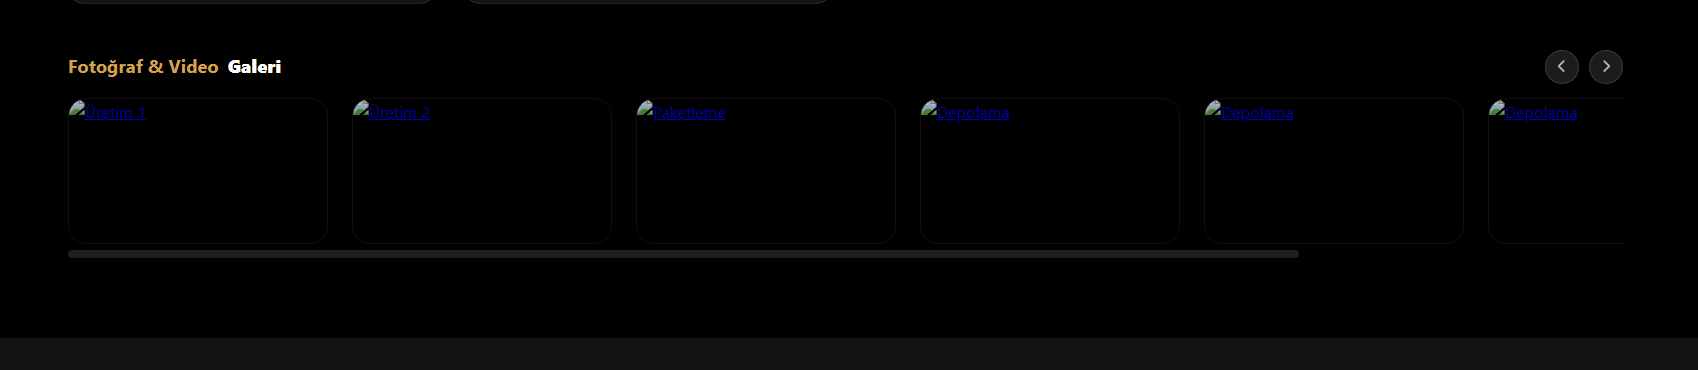 Fotoğraf & Video Galeri
Üretim 1
Üretim 2
Paketleme
Depolama
Depolama
Depolama